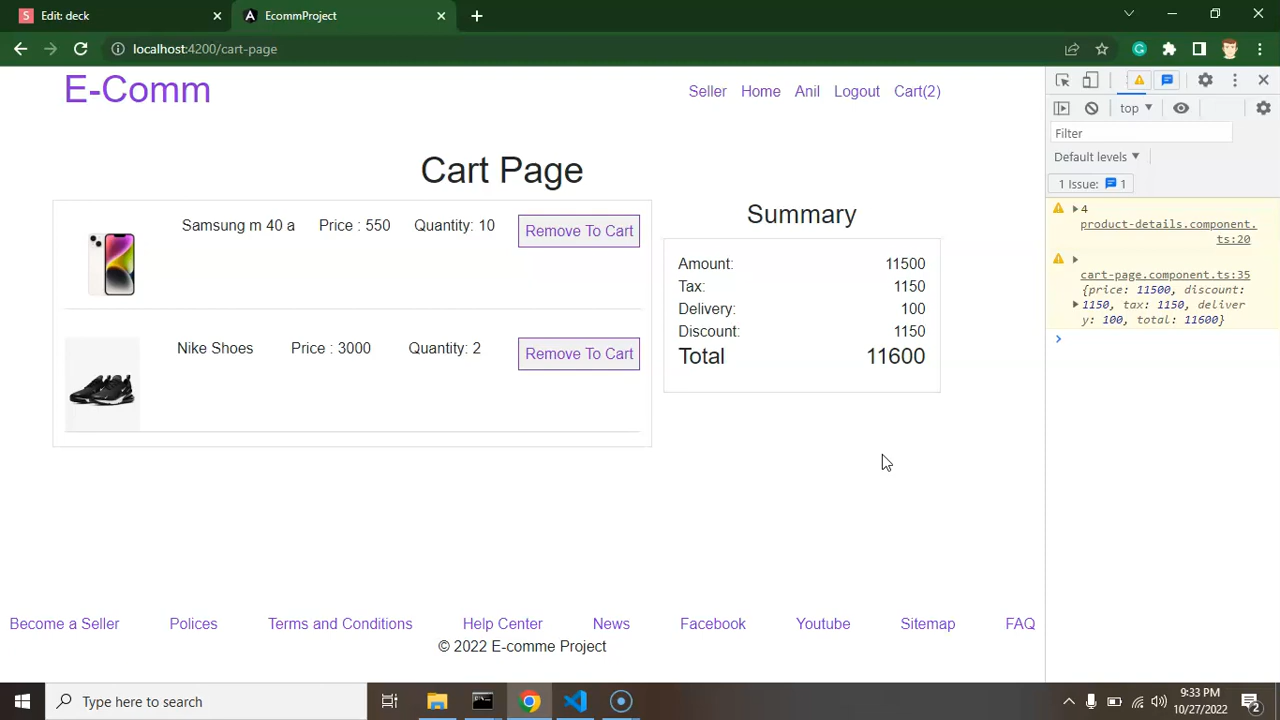 Edit: deck
EcommProject
localhost:4200/cart-page
E-Comm
Seller Home Anil Logout Cart(2)
Cart Page
Samsung m 40 a Price : 550 Quantity: 10 Remove To Cart
Nike Shoes Price : 3000 Quantity: 2 Remove To Cart
Summary
Amount: 11500
Tax: 1150
Delivery: 100
Discount: 1150
Total 11600
Become a Seller Polices Terms and Conditions Help Center News Facebook Youtube Sitemap FAQ
© 2022 E-comme Project
top
Filter
Default levels
1 Issue: 1
4
product-details.component.
ts:20
cart-page.component.ts:35
{price: 11500, discount:
1150, tax: 1150, deliver
y: 100, total: 11600}
Type here to search
9:33 PM
10/27/2022
2